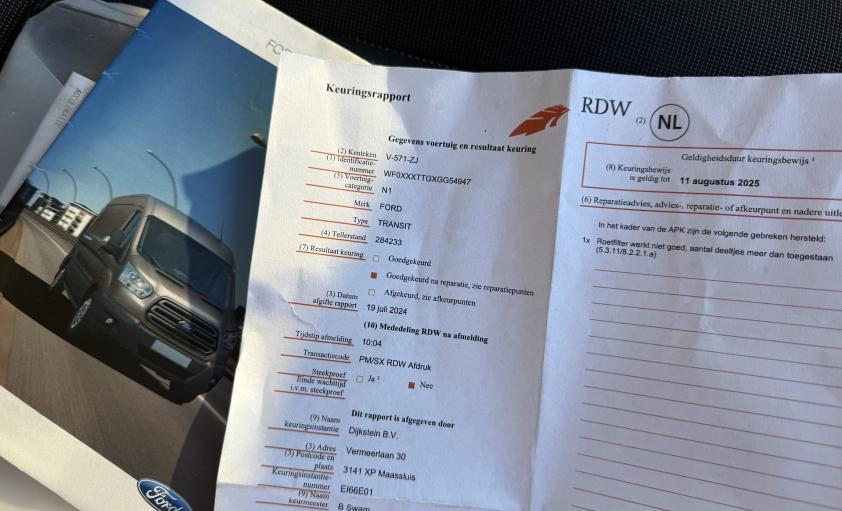 Keuringsrapport
Gegevens voertuig en resultaat keuring
(2) Kenteken V-571-ZJ
(1) Identificatie-
nummer WF0XXXTTGXGG54947
(5) Voertuig-
categorie N1
Merk FORD
Type TRANSIT
(4) Tellerstand 284233
(7) Resultaat keuring Goedgekeurd
Goedgekeurd na reparatie, zie reparatiepunten
Afgekeurd, zie afkeurpunten
(3) Datum
afgifte rapport 19 juli 2024
(10) Mededeling RDW na afmelding
Tijdstip afmelding 10:04
Transactiecode PM/SX RDW Afdruk
Steekproef Ja ² Nee
Einde wachttijd
i.v.m. steekproef
Dit rapport is afgegeven door
(9) Naam
keuringsinstantie Dijkstein B.V.
(3) Adres Vermeerlaan 30
(3) Postcode en
plaats 3141 XP Maassluis
Keuringsinstantie-
nummer EI66E01
(9) Naam
keurmeester B Swam
RDW (2) NL
Geldigheidsduur keuringsbewijs ¹
(8) Keuringsbewijs
is geldig tot 11 augustus 2025
(6) Reparatieadvies, advies-, reparatie- of afkeurpunt en nadere
In het kader van de APK zijn de volgende gebreken hersteld:
1x Roetfilter werkt niet goed, aantal deeltjes meer dan toegestaan
(5.3.11/8.2.2.1.a)
Ford